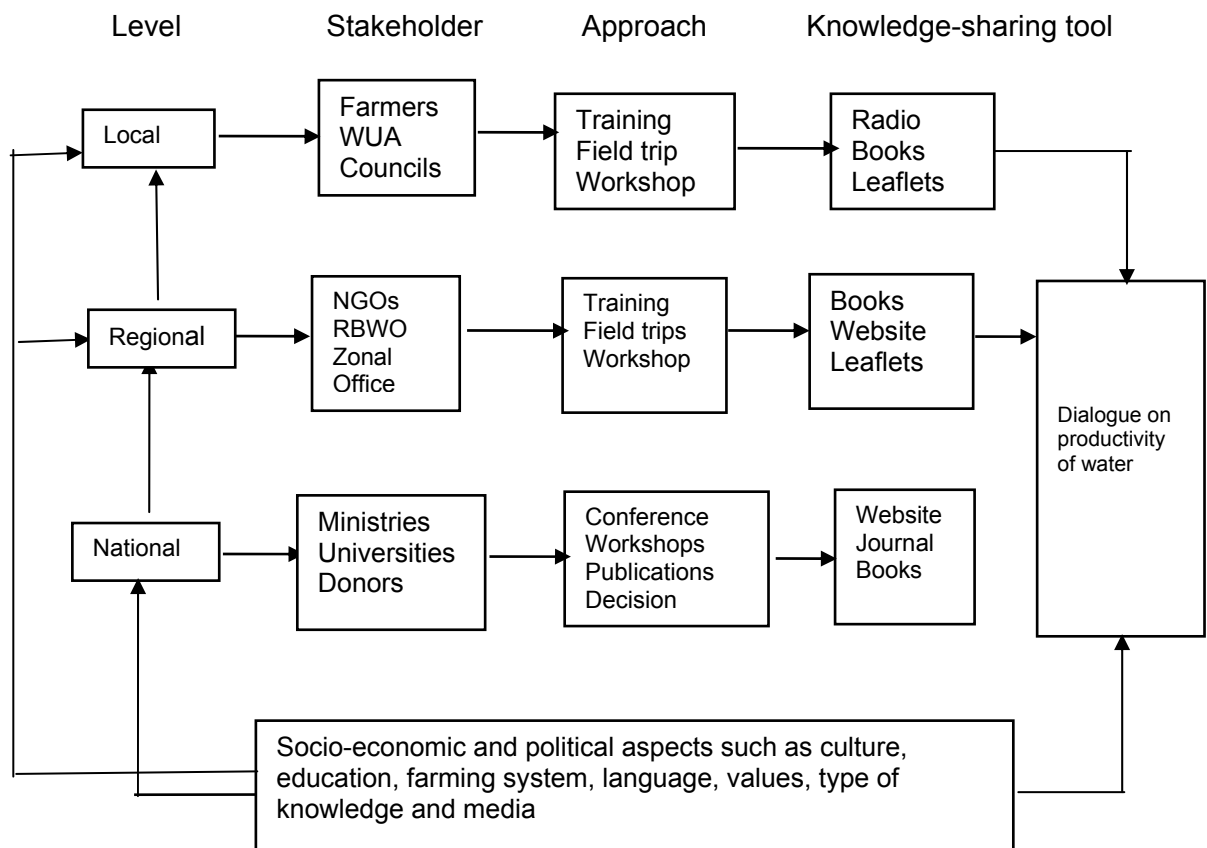 Level Stakeholder Approach Knowledge-sharing tool
Local
Farmers
WUA
Councils
Training
Field trip
Workshop
Radio
Books
Leaflets
Regional
NGOs
RBWO
Zonal
Office
Training
Field trips
Workshop
Books
Website
Leaflets
Dialogue on
productivity
of water
National
Ministries
Universities
Donors
Conference
Workshops
Publications
Decision
Website
Journal
Books
Socio-economic and political aspects such as culture,
education, farming system, language, values, type of
knowledge and media